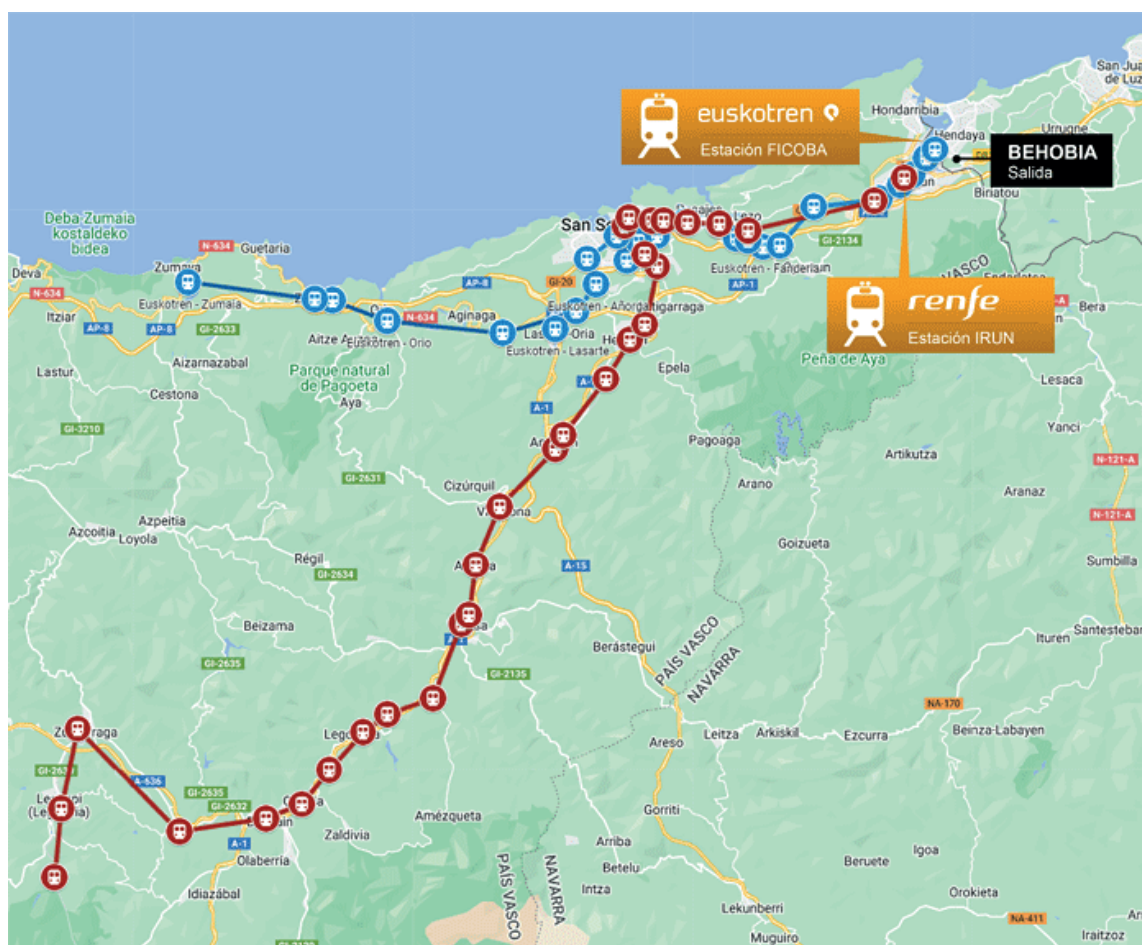 San Juan
de Luz
Hondarribia
Hendaya
Urrugne
euskotren
Estación FICOBA
BEHOBIA
Salida
Biriatou
Deba-Zumaia
kostaldeko
bidea
N-634
Guetaria
Zumaya
Deva
Lezo
GI-2134
Euskotren - Fanderiain
VASCO
GI-20
AP-8
AP-1
Euskotren - Zumaia
N-634
AP-8
AP-8
GI-2633
Itziar
N-634
Aginaga
Euskotren - Añorga
Euskotren - Orio
Euskotren - Lasarte
renfe
Estación IRUN
Bera
Aizarnazabal
Parque natural
de Pagoeta
Peña de Aya
Lastur
Cestona
Aya
Epela
Lesaca
A-1
GI-3210
Yanci
Pagoaga
Artikutza
N-121-A
GI-2631
Cizúrquil
Arano
Aranaz
N-121-A
Azcoitia
Azpeitia
Loyola
Goizueta
Régil
GI-2634
A-15
Sumbilla
Beizama
Berástegui
PAÍS VASCO
NAVARRA
Ituren
Santesteban
GI-2635
GI-2135
NA-170
Areso
Leitza
Arkiskil
Ezcurra
Beinza-Labayen
A-636
GI-2635
GI-2632
Amézqueta
Gorriti
A-1
Zaldivia
Olaberría
Arriba
Igoa
Betelu
Beruete
Idiazábal
PAÍS VASCO
NAVARRA
Intza
Orokieta
Lekunberri
NA-411
Muguiro
Iraitzoz